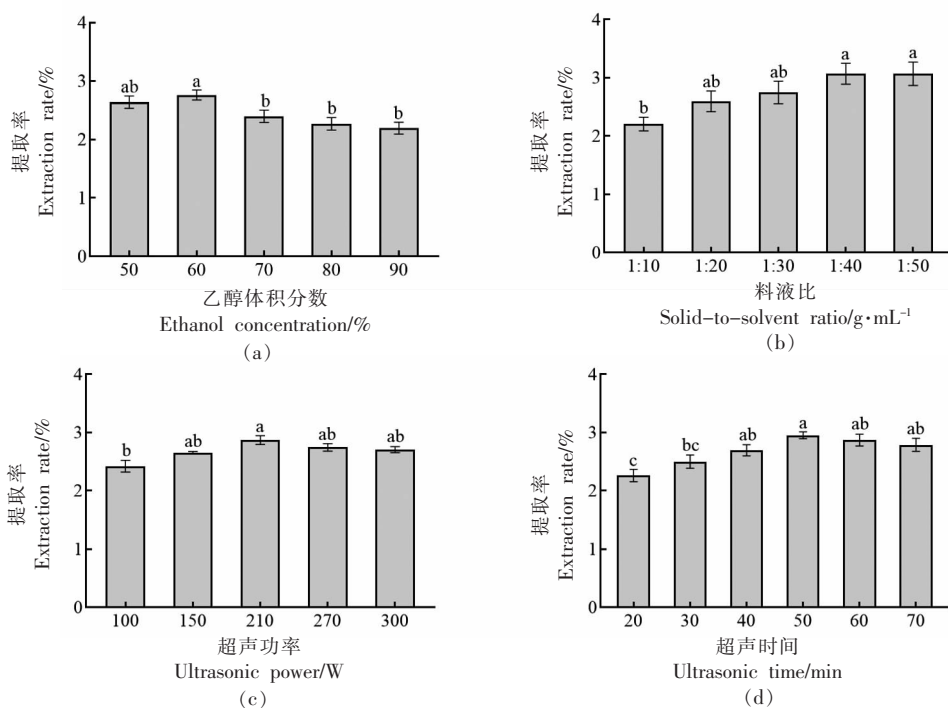 4
3
2
1
0
提取率
Extraction rate/%
ab
a
b
b
b
50 60 70 80 90
乙醇体积分数
Ethanol concentration/%
(a)
4
3
2
1
0
提取率
Extraction rate/%
b
ab
ab
a
a
1:10 1:20 1:30 1:40 1:50
料液比
Solid-to-solvent ratio/g·mL⁻¹
(b)
4
3
2
1
0
提取率
Extraction rate/%
b
ab
a
ab
ab
100 150 210 270 300
超声功率
Ultrasonic power/W
(c)
4
3
2
1
0
提取率
Extraction rate/%
c
bc
ab
a
ab
ab
20 30 40 50 60 70
超声时间
Ultrasonic time/min
(d)